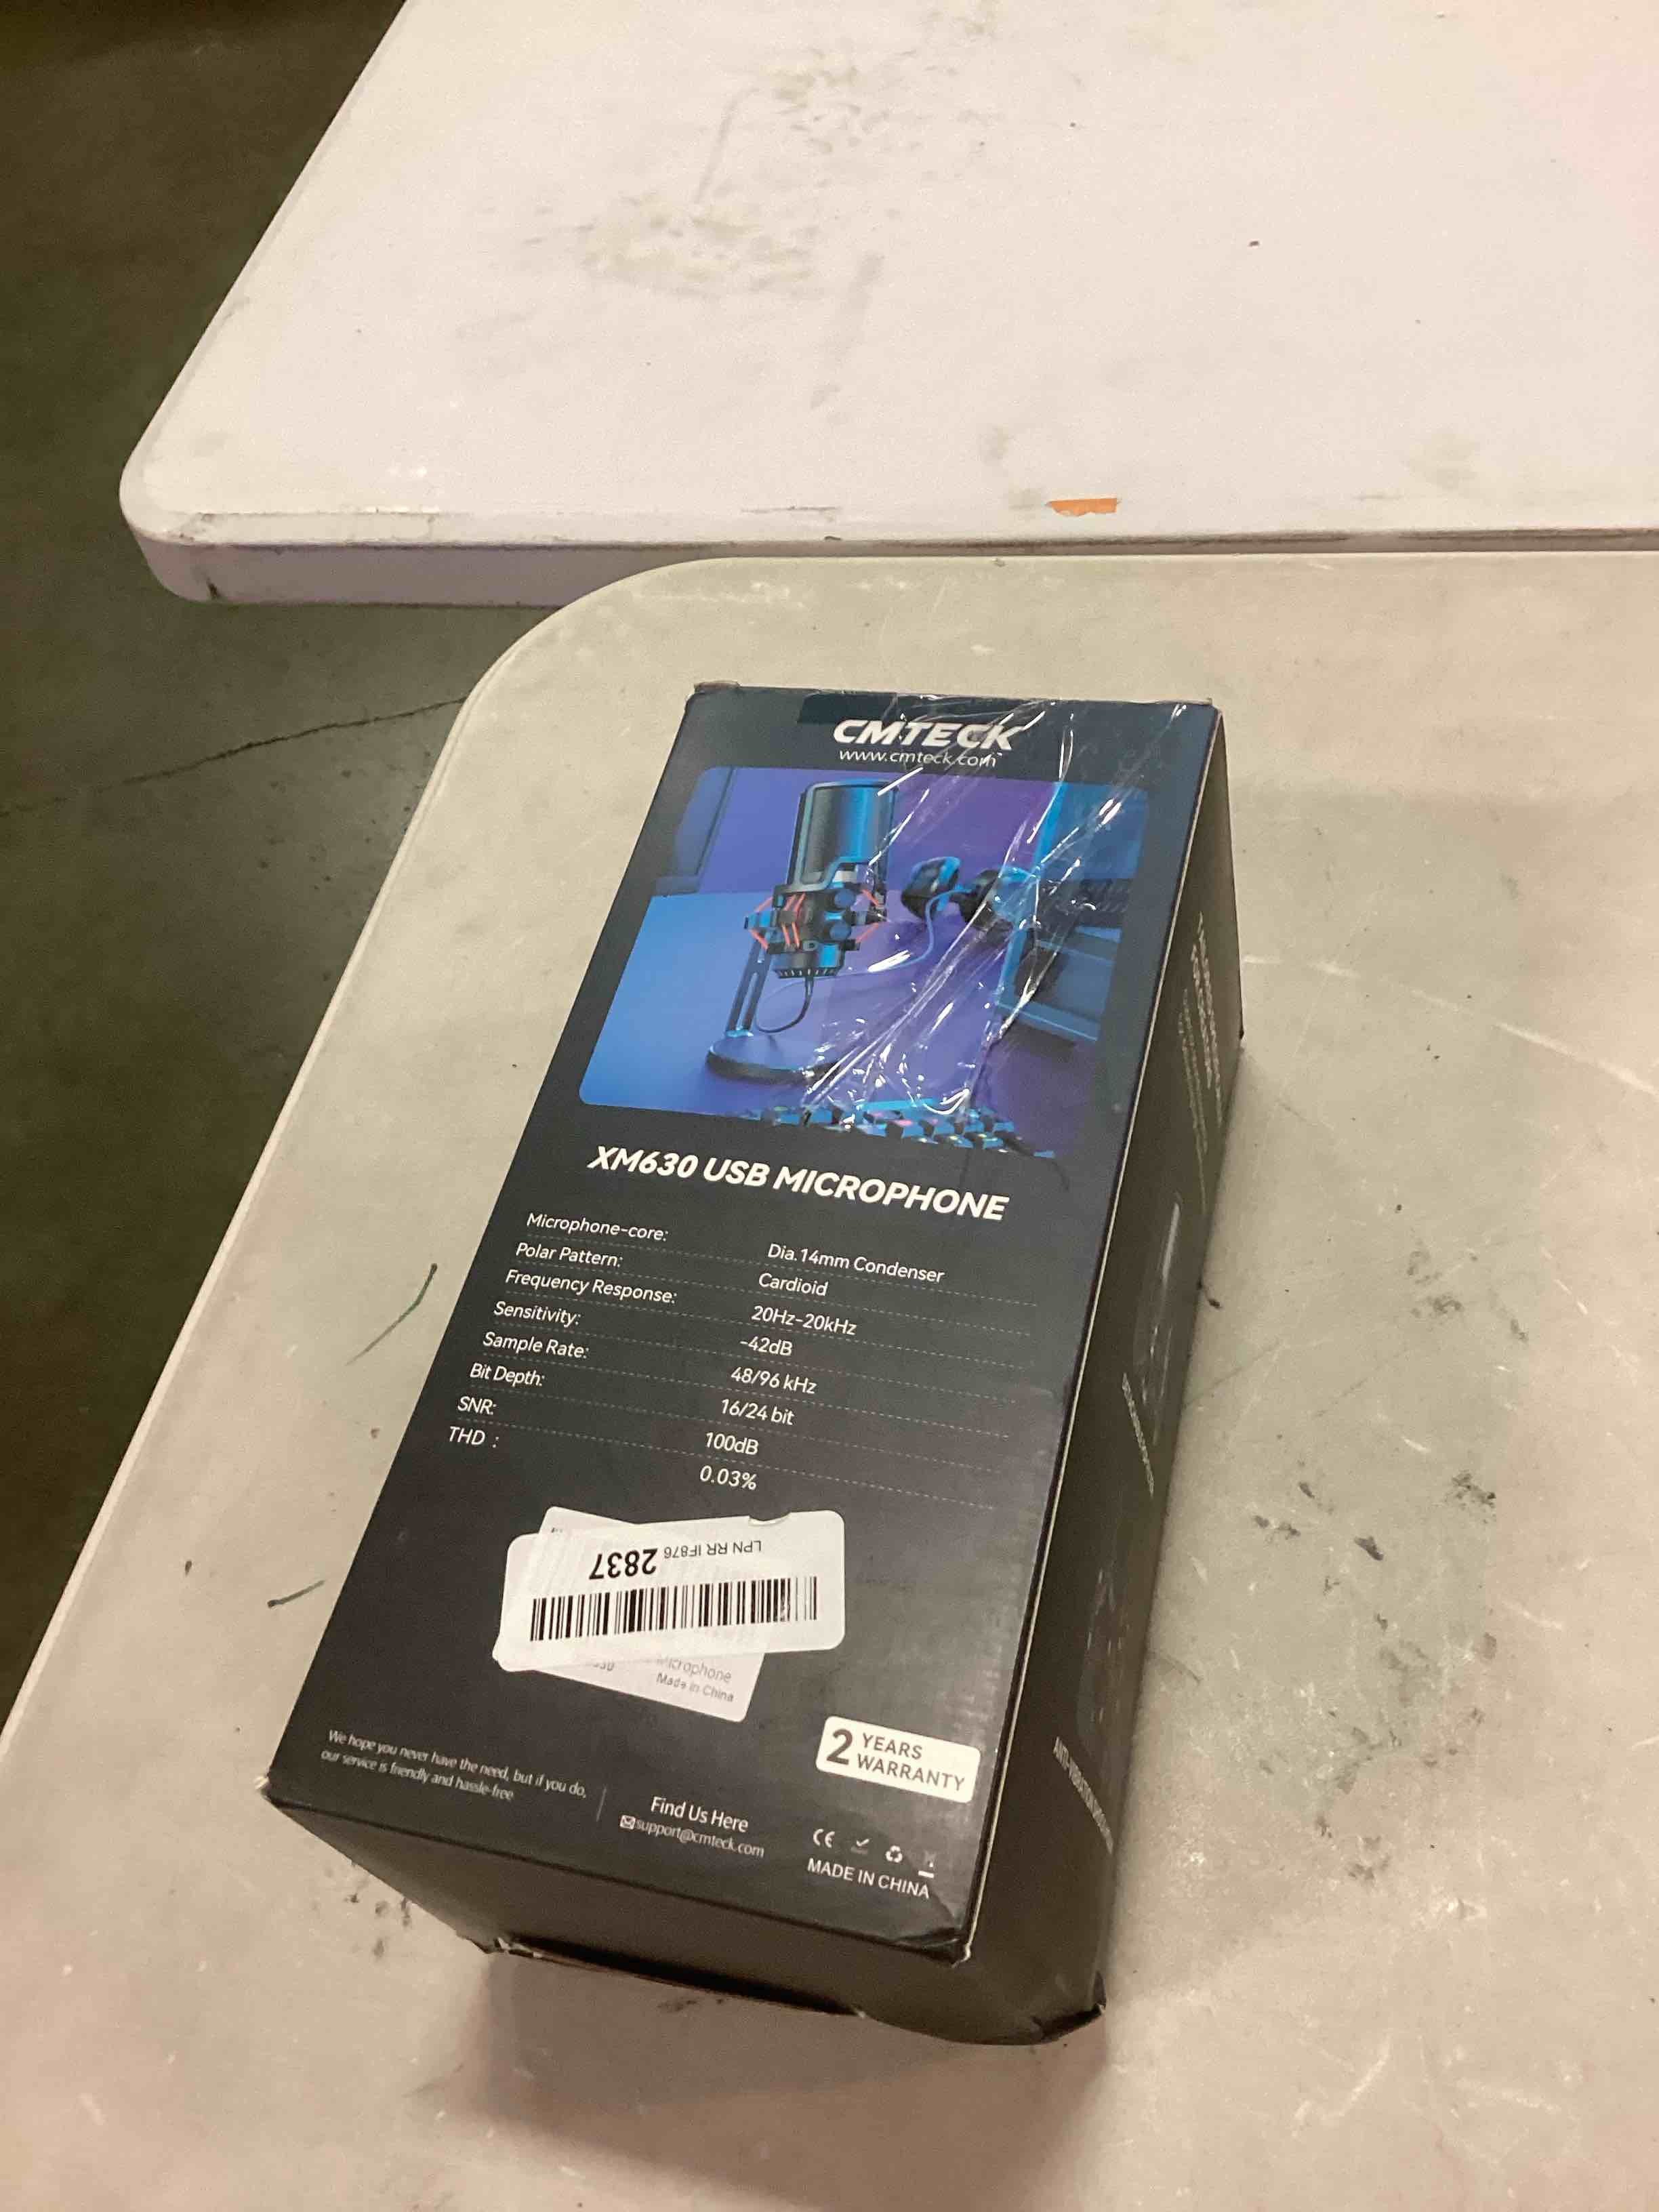 CMTECK
www.cmteck.com
XM630 USB MICROPHONE
Microphone-core: Dia.14mm Condenser
Polar Pattern: Cardioid
Frequency Response: 20Hz-20kHz
Sensitivity: -42dB
Sample Rate: 48/96 kHz
Bit Depth: 16/24 bit
SNR: 100dB
THD : 0.03%
LPN RR IF876 2837
Microphone
Made in China
2 YEARS
WARRANTY
We hope you never have the need, but if you do,
our service is friendly and hassle-free
Find Us Here
support@cmteck.com
CE
MADE IN CHINA